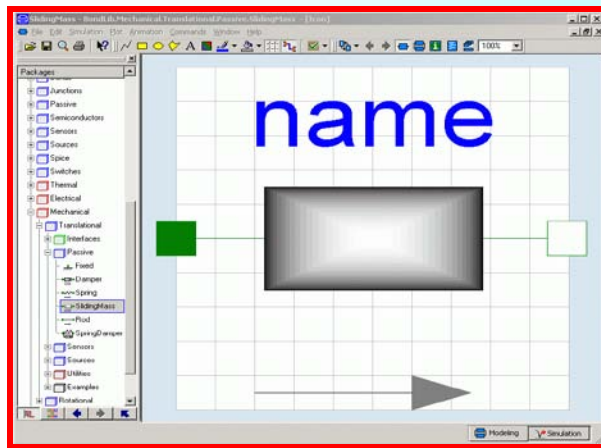 SlidingMass - BondLib.Mechanical.Translational.Passive.SlidingMass - [Icon]
File Edit Simulation Plot Animation Commands Window Help
100%
Packages
Junctions
Passive
Semiconductors
Sensors
Sources
Spice
Switches
Thermal
Electrical
Mechanical
Translational
Interfaces
Passive
Fixed
Damper
Spring
SlidingMass
Rod
SpringDamper
Sensors
Sources
Utilities
Examples
Rotational
name
Modeling
Simulation